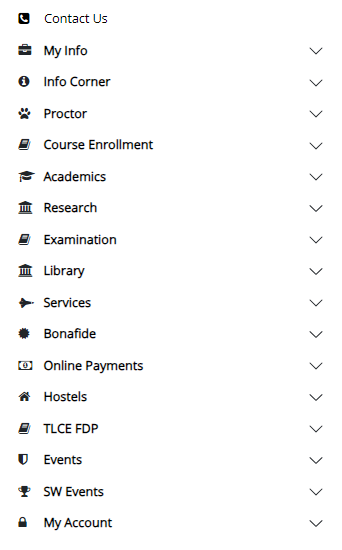 Contact Us
My Info
Info Corner
Proctor
Course Enrollment
Academics
Research
Examination
Library
Services
Bonafide
Online Payments
Hostels
TLCE FDP
Events
SW Events
My Account